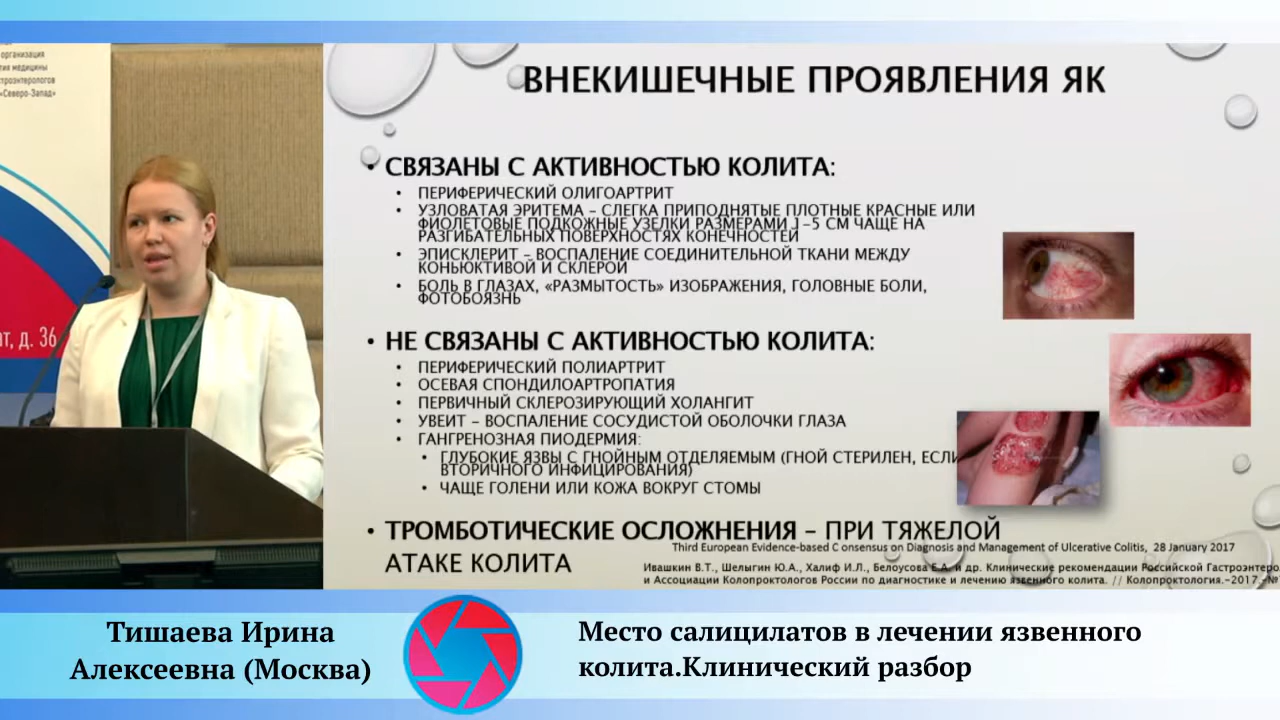 организация
медицины
«Северо-Запад»
д. 36
ВНЕКИШЕЧНЫЕ ПРОЯВЛЕНИЯ ЯК
• СВЯЗАНЫ С АКТИВНОСТЬЮ КОЛИТА:
• ПЕРИФЕРИЧЕСКИЙ ОЛИГОАРТРИТ
• УЗЛОВАТАЯ ЭРИТЕМА – СЛЕГКА ПРИПОДНЯТЫЕ ПЛОТНЫЕ КРАСНЫЕ ИЛИ
ФИОЛЕТОВЫЕ ПОДКОЖНЫЕ УЗЕЛКИ РАЗМЕРАМИ 1-5 СМ ЧАЩЕ НА
РАЗГИБАТЕЛЬНЫХ ПОВЕРХНОСТЯХ КОНЕЧНОСТЕЙ
• ЭПИСКЛЕРИТ – ВОСПАЛЕНИЕ СОЕДИНИТЕЛЬНОЙ ТКАНИ МЕЖДУ
КОНЬЮКТИВОЙ И СКЛЕРОЙ
• БОЛЬ В ГЛАЗАХ, «РАЗМЫТОСТЬ» ИЗОБРАЖЕНИЯ, ГОЛОВНЫЕ БОЛИ,
ФОТОБОЯЗНЬ
• НЕ СВЯЗАНЫ С АКТИВНОСТЬЮ КОЛИТА:
• ПЕРИФЕРИЧЕСКИЙ ПОЛИАРТРИТ
• ОСЕВАЯ СПОНДИЛОАРТРОПАТИЯ
• ПЕРВИЧНЫЙ СКЛЕРОЗИРУЮЩИЙ ХОЛАНГИТ
• УВЕИТ – ВОСПАЛЕНИЕ СОСУДИСТОЙ ОБОЛОЧКИ ГЛАЗА
• ГАНГРЕНОЗНАЯ ПИОДЕРМИЯ:
• ГЛУБОКИЕ ЯЗВЫ С ГНОЙНЫМ ОТДЕЛЯЕМЫМ (ГНОЙ СТЕРИЛЕН, ЕСЛИ
ВТОРИЧНОГО ИНФИЦИРОВАНИЯ)
• ЧАЩЕ ГОЛЕНИ ИЛИ КОЖА ВОКРУГ СТОМЫ
• ТРОМБОТИЧЕСКИЕ ОСЛОЖНЕНИЯ – ПРИ ТЯЖЕЛОЙ
АТАКЕ КОЛИТА
Third European Evidence-based C onsensus on Diagnosis and Management of Ulcerative Colitis, 28 January 2017
Ивашкин В.Т., Шелыгин Ю.А., Халиф И.Л., Белоусова Е.А. и др. Клинические рекомендации Российской Гастроэнтеро
и Ассоциации Колопроктологов России по диагностике и лечению язвенного колита. // Колопроктология.-2017.-№
Тишаева Ирина
Алексеевна (Москва)
Место салицилатов в лечении язвенного
колита.Клинический разбор